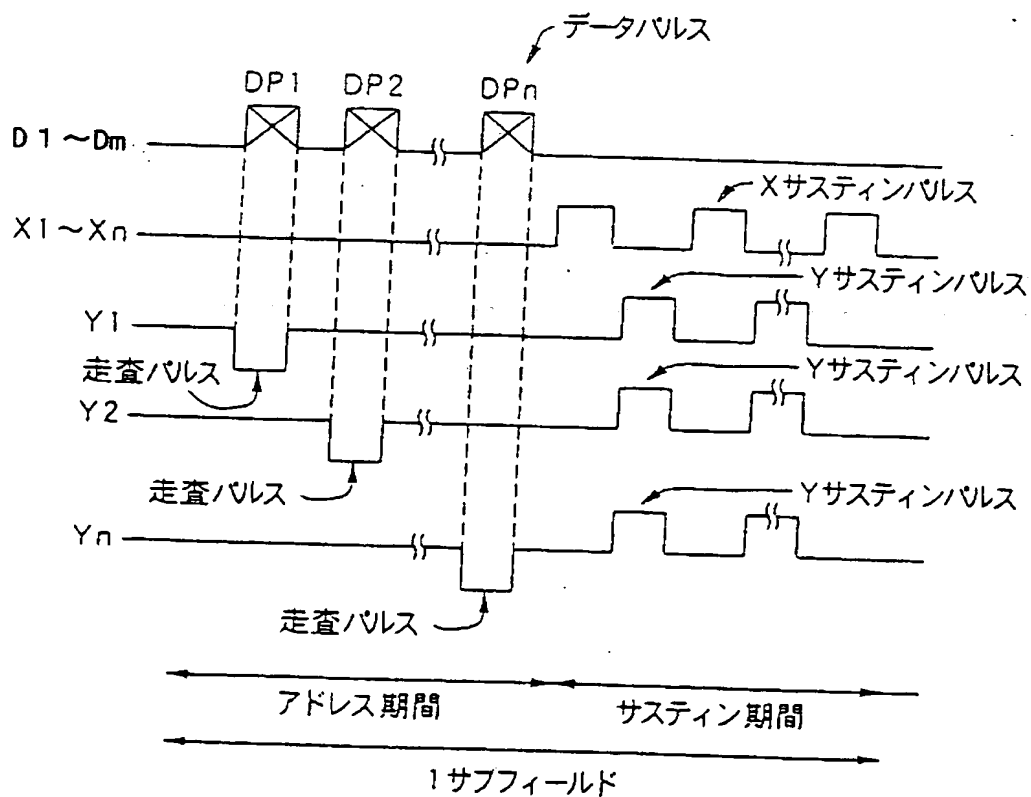 データパルス
DP1 DP2 DPn
D1～Dm
Xサスティンパルス
X1～Xn
Yサスティンパルス
Y1
走査パルス
Yサスティンパルス
Y2
走査パルス
Yサスティンパルス
Yn
走査パルス
アドレス期間 サスティン期間
1サブフィールド